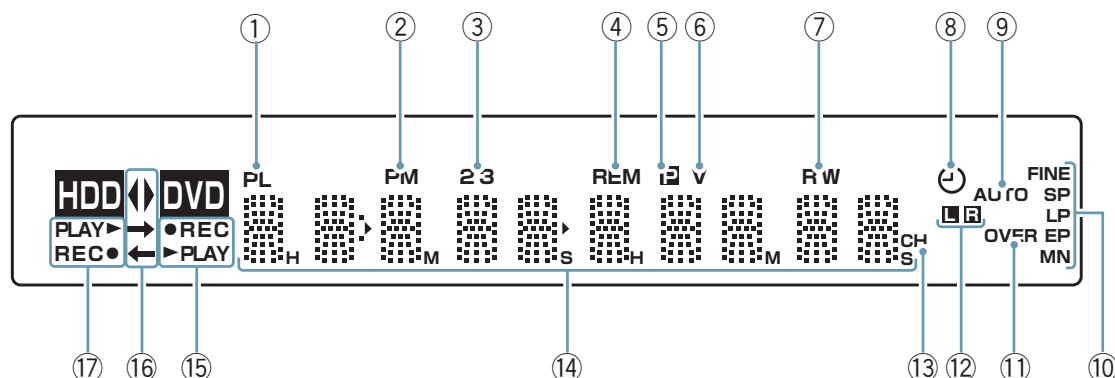 ① ② ③ ④ ⑤ ⑥ ⑦ ⑧ ⑨
HDD DVD PL PM 2 3 REM P V RW FINE
AUTO SP
PLAY REC L R LP
REC PLAY H M S H M CH S OVER EP
MN
⑰ ⑯ ⑮ ⑭ ⑬ ⑫ ⑪ ⑩